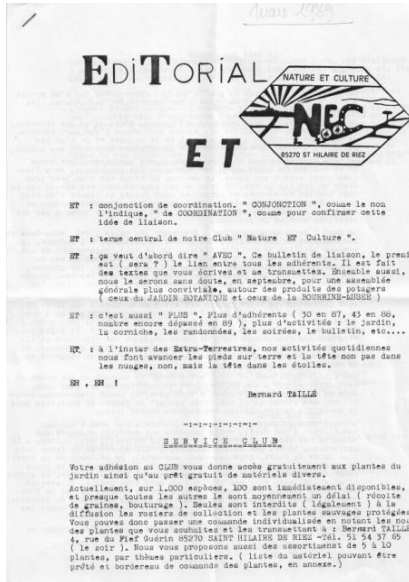 mars 1989
EDiTORiAL
NATURE ET CULTURE
NEC
85270 ST HILAIRE DE RIEZ
ET
ET : conjonction de coordination. " CONJONCTION ", comme le nom
l'indique, " de COORDINATION ", comme pour confirmer cette
idée de liaison.
ET : terme central de notre Club " Nature ET Culture ".
ET : ça veut d'abord dire " AVEC ". Ce bulletin de liaison, le premi
est ( sera ? ) le lien entre tous les adhérents. Il est fait
des textes que vous écrivez et me transmettez. Ensemble aussi,
nous le serons sans doute, en septembre, pour une assemblée
générale plus conviviale, autour des produits des potagers
( ceux du JARDIN BOTANIQUE et ceux de la BOURRINE-MUSEE )
ET : c'est aussi " PLUS ". Plus d'adhérents ( 30 en 87, 43 en 88,
nombre encore dépassé en 89 ), plus d'activités : le jardin,
la corniche, les randonnées, les soirées, le bulletin, etc....
ET : à l'instar des Extra-Terrestres, nos activités quotidiennes
nous font avancer les pieds sur terre et la tête non pas dans
les nuages, non, mais la tête dans les étoiles.
EH , EH !
Bernard TAILLÉ
-:-:-:-:-:-:-
SERVICE CLUB
Votre adhésion au CLUB vous donne accès gratuitement aux plantes du
jardin ainsi qu'au prêt gratuit de matériels divers.
Actuellement, sur 1.000 espèces, 100 sont immédiatement disponibles,
et presque toutes les autres le sont moyennement un délai ( récolte
de graines, bouturage ). Seules sont interdits ( légalement ) à la
diffusion les rosiers de collection et les plantes sauvages protégées
Vous pouvez donc passer une commande individualisée en notant les no
des plantes que vous souhaitez et les transmettant à : Bernard TAILLÉ
4, rue du Fief Guérin 85270 SAINT HILAIRE DE RIEZ -Tél. 51 54 37 65
( le soir ). Nous vous proposons aussi des assortiments de 5 à 10
plantes, par thèmes particuliers. ( liste du matériel pouvant être
prêté et bordereau de commande des plantes, en annexe.)